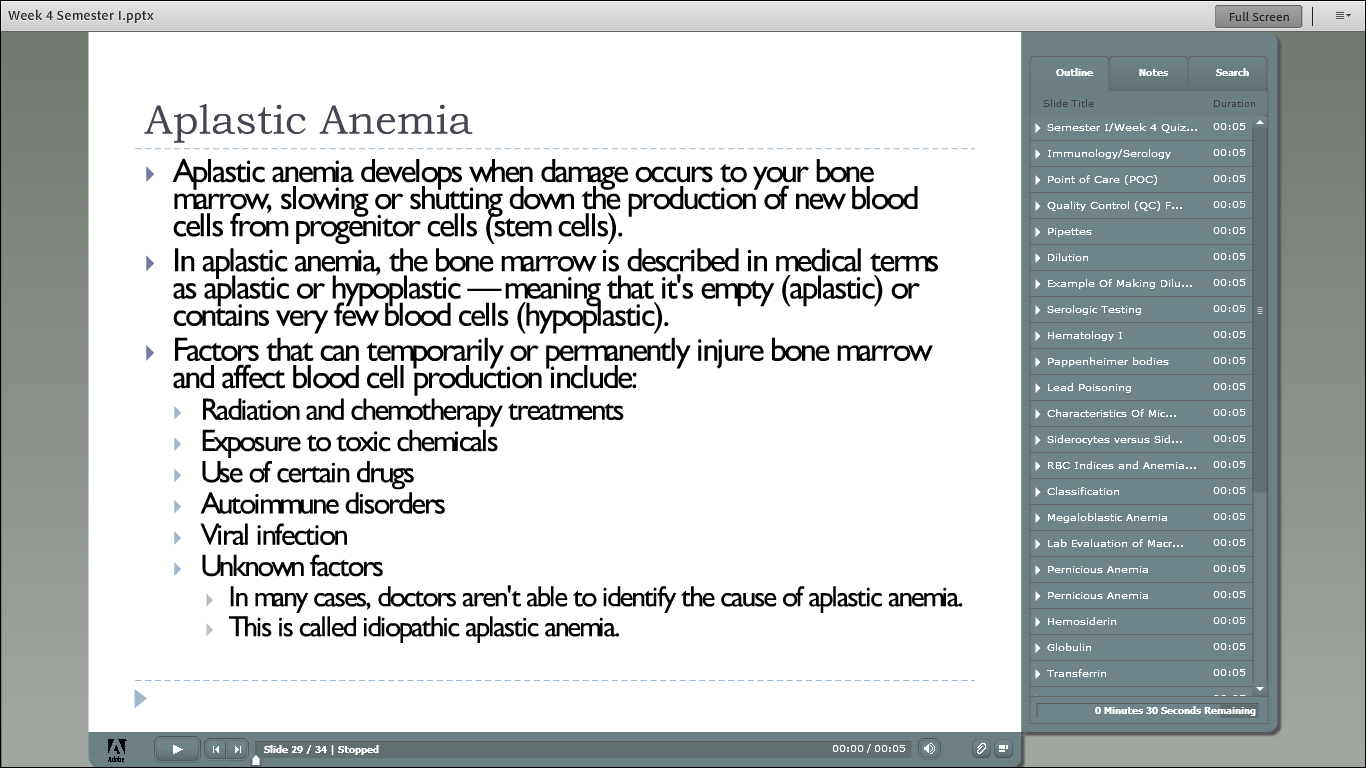 Week 4 Semester I.pptx
Full Screen
Aplastic Anemia
Aplastic anemia develops when damage occurs to your bone
marrow, slowing or shutting down the production of new blood
cells from progenitor cells (stem cells).
In aplastic anemia, the bone marrow is described in medical terms
as aplastic or hypoplastic — meaning that it's empty (aplastic) or
contains very few blood cells (hypoplastic).
Factors that can temporarily or permanently injure bone marrow
and affect blood cell production include:
Radiation and chemotherapy treatments
Exposure to toxic chemicals
Use of certain drugs
Autoimmune disorders
Viral infection
Unknown factors
In many cases, doctors aren't able to identify the cause of aplastic anemia.
This is called idiopathic aplastic anemia.
Outline Notes Search
Slide Title Duration
Semester I/Week 4 Quiz... 00:05
Immunology/Serology 00:05
Point of Care (POC) 00:05
Quality Control (QC) F... 00:05
Pipettes 00:05
Dilution 00:05
Example Of Making Dilu... 00:05
Serologic Testing 00:05
Hematology I 00:05
Pappenheimer bodies 00:05
Lead Poisoning 00:05
Characteristics Of Mic... 00:05
Siderocytes versus Sid... 00:05
RBC Indices and Anemia... 00:05
Classification 00:05
Megaloblastic Anemia 00:05
Lab Evaluation of Macr... 00:05
Pernicious Anemia 00:05
Pernicious Anemia 00:05
Hemosiderin 00:05
Globulin 00:05
Transferrin 00:05
0 Minutes 30 Seconds Remaining
Adobe
Slide 29 / 34 | Stopped
00:00 / 00:05